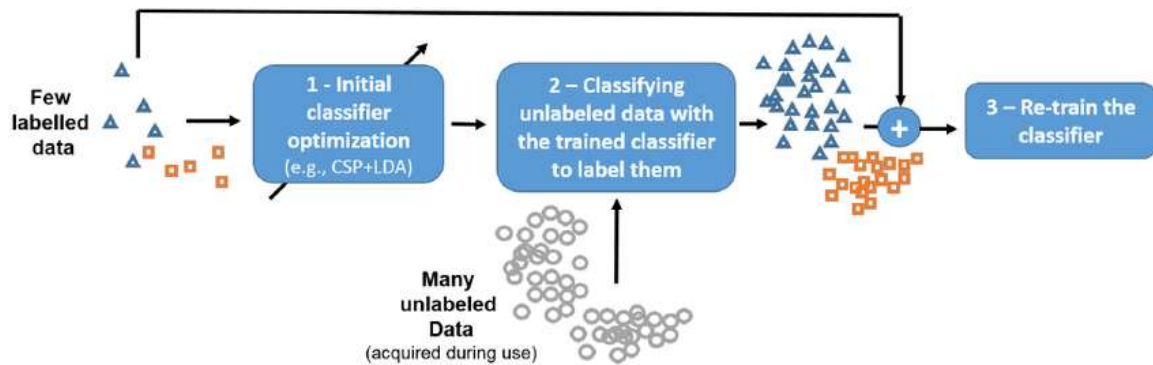 Few
labelled
data
1 - Initial
classifier
optimization
(e.g., CSP+LDA)
2 – Classifying
unlabeled data with
the trained classifier
to label them
+
3 – Re-train the
classifier
Many
unlabeled
Data
(acquired during use)